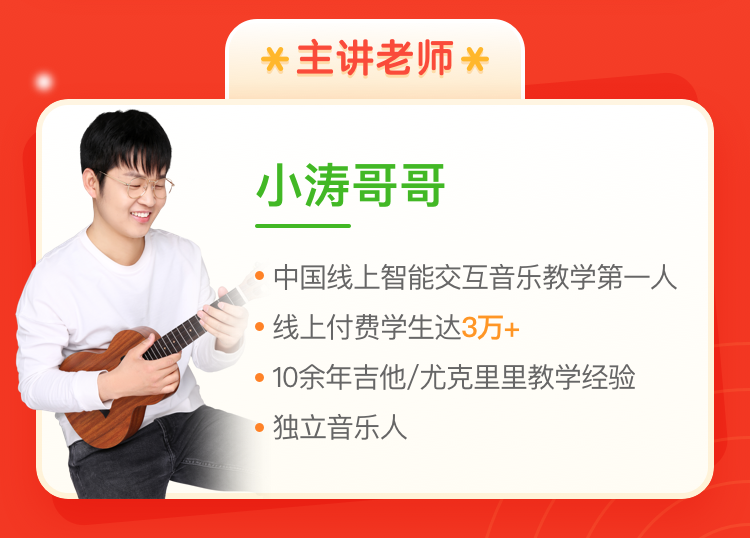 主讲老师
小涛哥哥
中国线上智能交互音乐教学第一人
线上付费学生达3万+
10余年吉他/尤克里里教学经验
独立音乐人